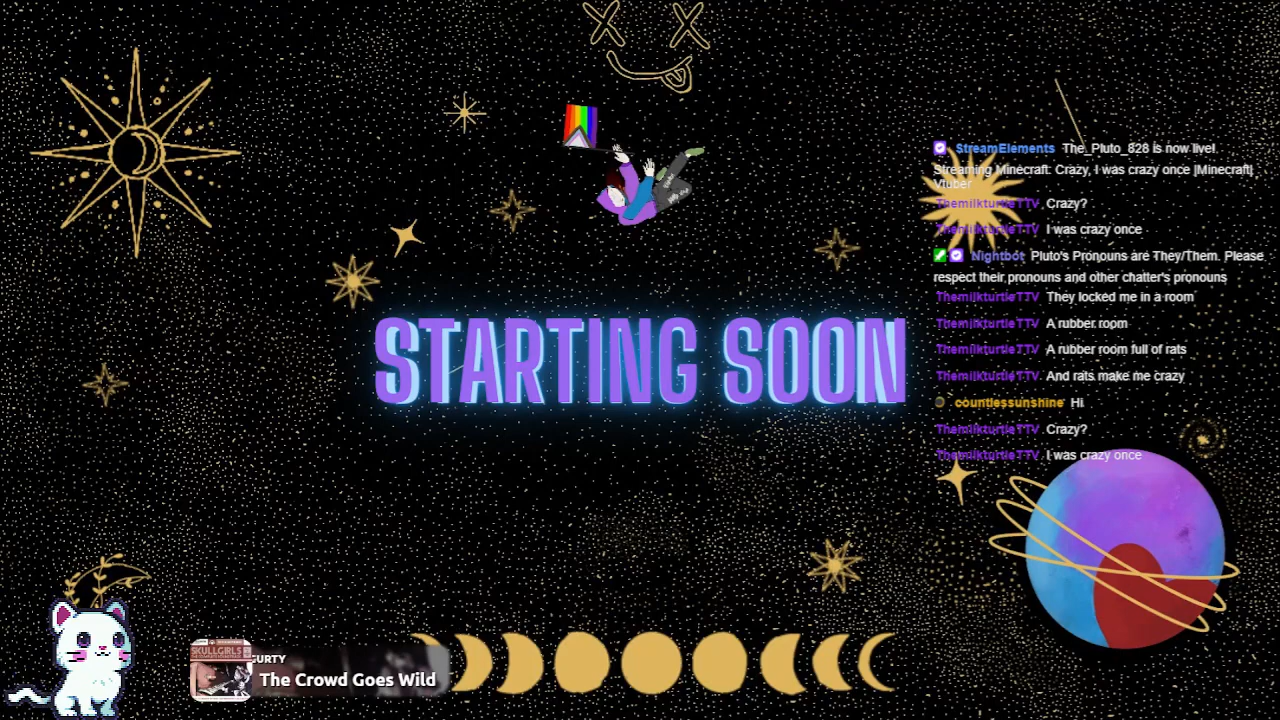 StreamElements The_Pluto_828 is now live!
Streaming Minecraft: Crazy, I was crazy once |Minecraft|
Vtuber
ThemilkturtleTTV Crazy?
ThemilkturtleTTV I was crazy once
Nightbot Pluto's Pronouns are They/Them. Please
respect their pronouns and other chatter's pronouns
ThemilkturtleTTV They locked me in a room
ThemilkturtleTTV A rubber room
ThemilkturtleTTV A rubber room full of rats
ThemilkturtleTTV And rats make me crazy
countlessunshine Hi
ThemilkturtleTTV Crazy?
ThemilkturtleTTV I was crazy once
STARTING SOON
SKULLGIRLS
GURTY
The Crowd Goes Wild